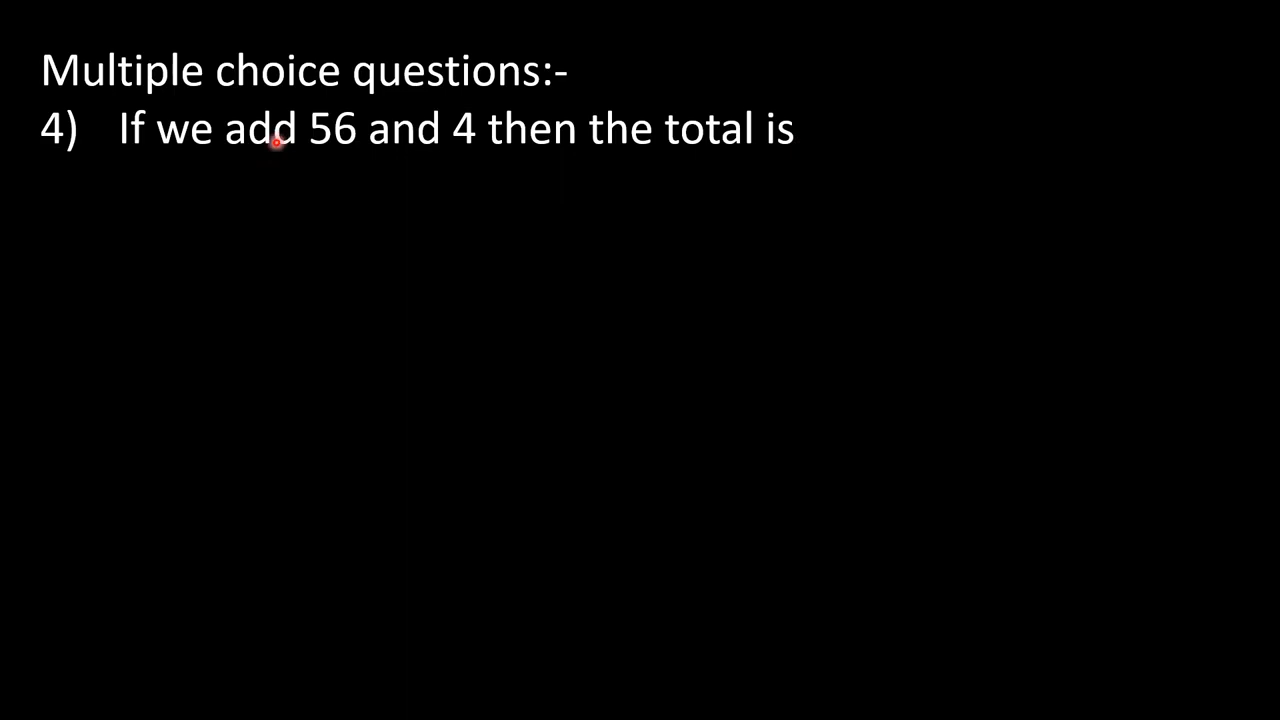 Multiple choice questions:-
4) If we add 56 and 4 then the total is